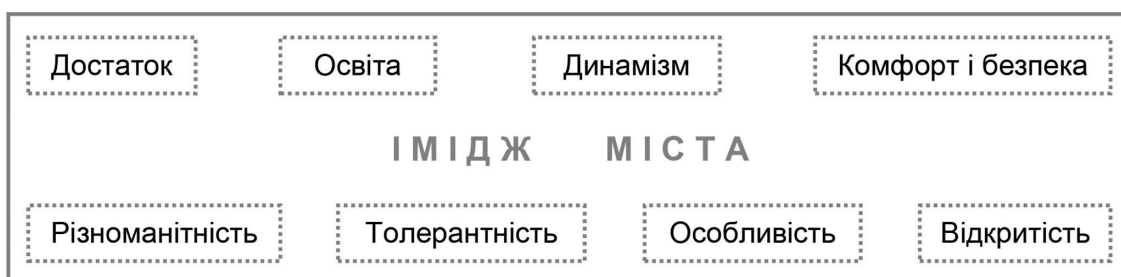 Достаток Освіта Динамізм Комфорт і безпека
ІМІДЖ МІСТА
Різноманітність Толерантність Особливість Відкритість